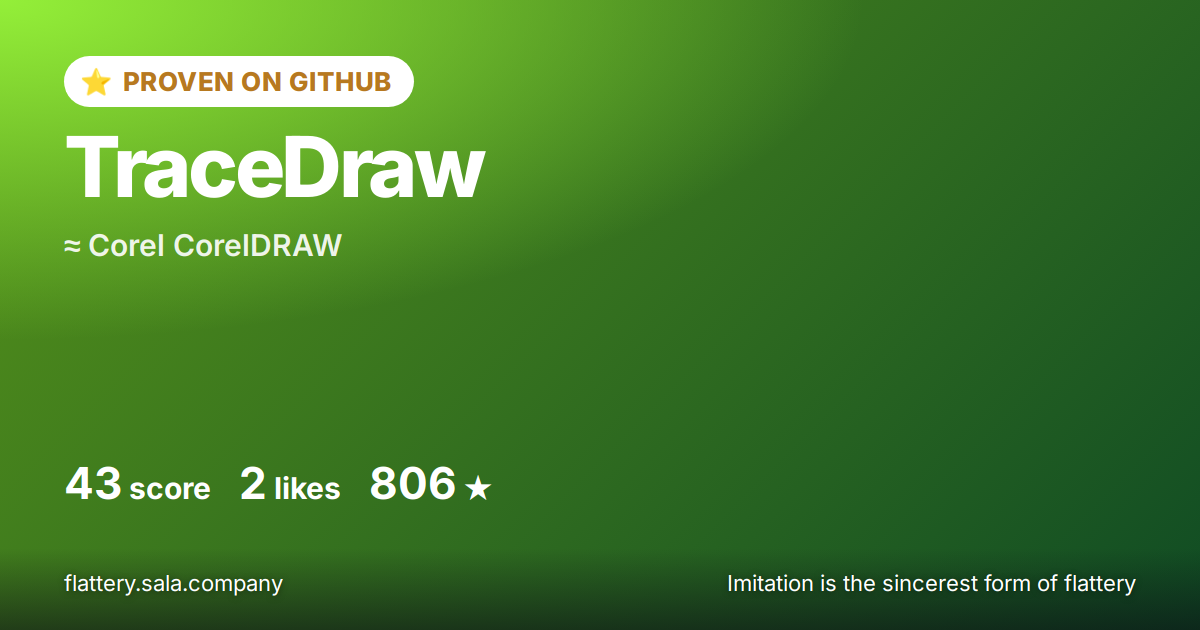 ⭐ PROVEN ON GITHUB
TraceDraw
≈ Corel CorelDRAW
43 score 2 likes 806 ★
flattery.sala.company
Imitation is the sincerest form of flattery